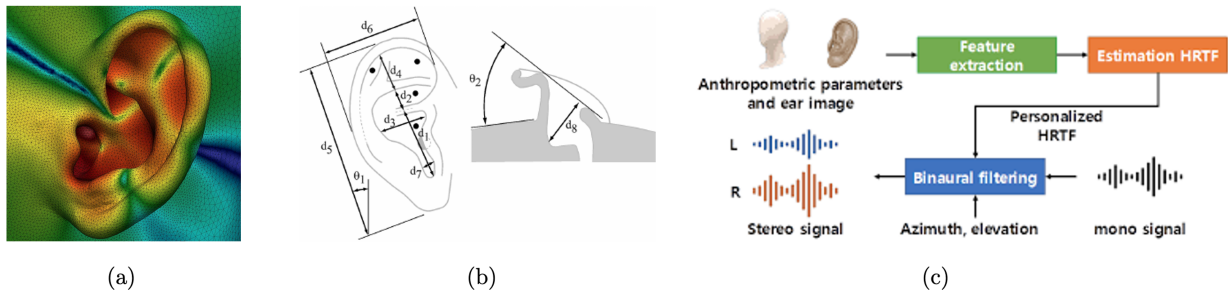 d₆
d₄
θ₂
d₂
d₃
d₁
d₈
d₅
d₇
θ₁
Feature
extraction
Estimation HRTF
Anthropometric parameters
and ear image
Personalized
HRTF
L
Binaural filtering
R
Stereo signal
Azimuth, elevation
mono signal
(a)
(b)
(c)